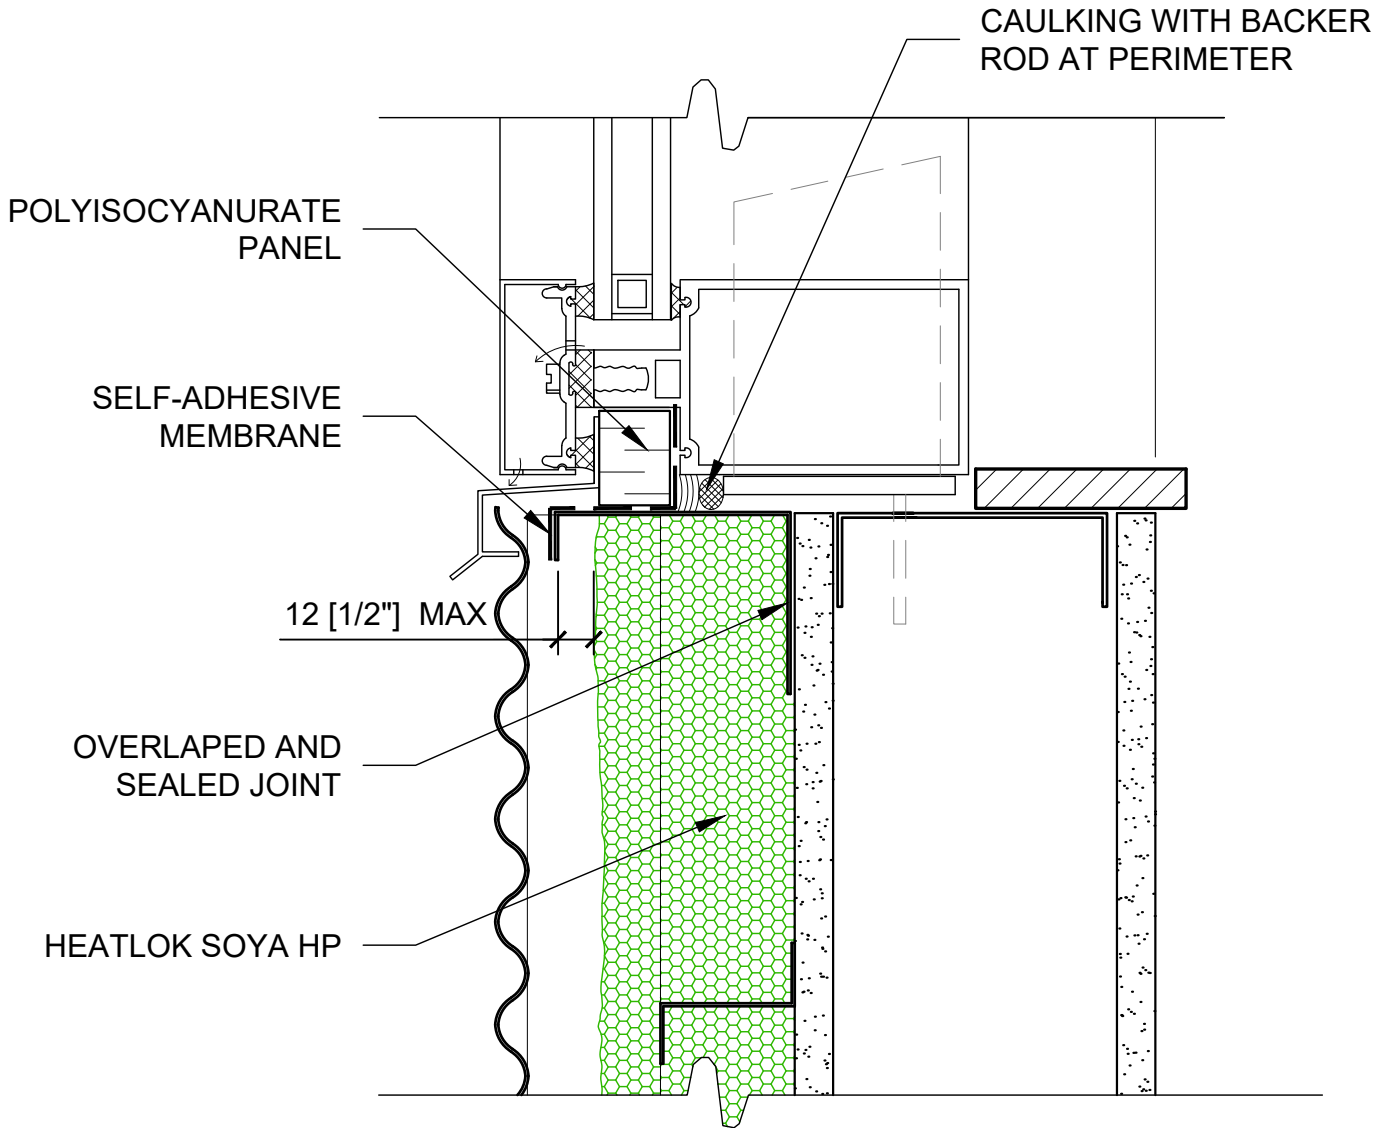 CAULKING WITH BACKER
ROD AT PERIMETER
POLYISOCYANURATE
PANEL
SELF-ADHESIVE
MEMBRANE
12 [1/2"] MAX
OVERLAPED AND
SEALED JOINT
HEATLOK SOYA HP